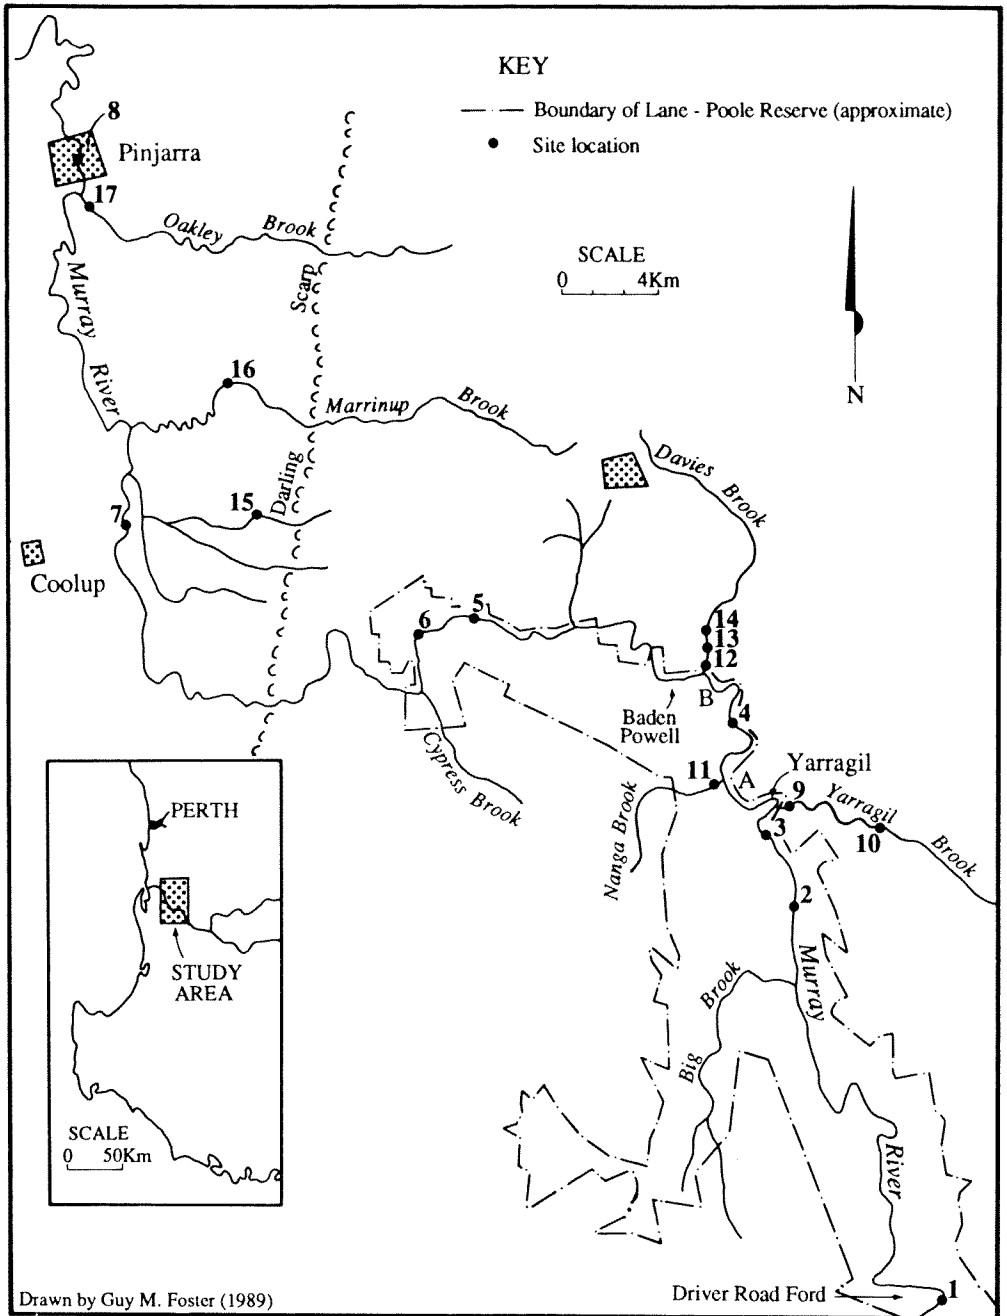 KEY
Boundary of Lane - Poole Reserve (approximate)
Site location
8
Pinjarra
17
Oakley Brook
SCALE
0 4Km
Murray River
Scarp
Darling
N
16
Marrinup Brook
Davies Brook
15
7
Coolup
5
6
14
13
12
B
Baden
Powell
4
Cypress Brook
11
A
Yarragil
9
Yarragil Brook
10
3
Nanga Brook
2
PERTH
STUDY
AREA
SCALE
0 50Km
Big Brook
Murray River
Driver Road Ford
1
Drawn by Guy M. Foster (1989)